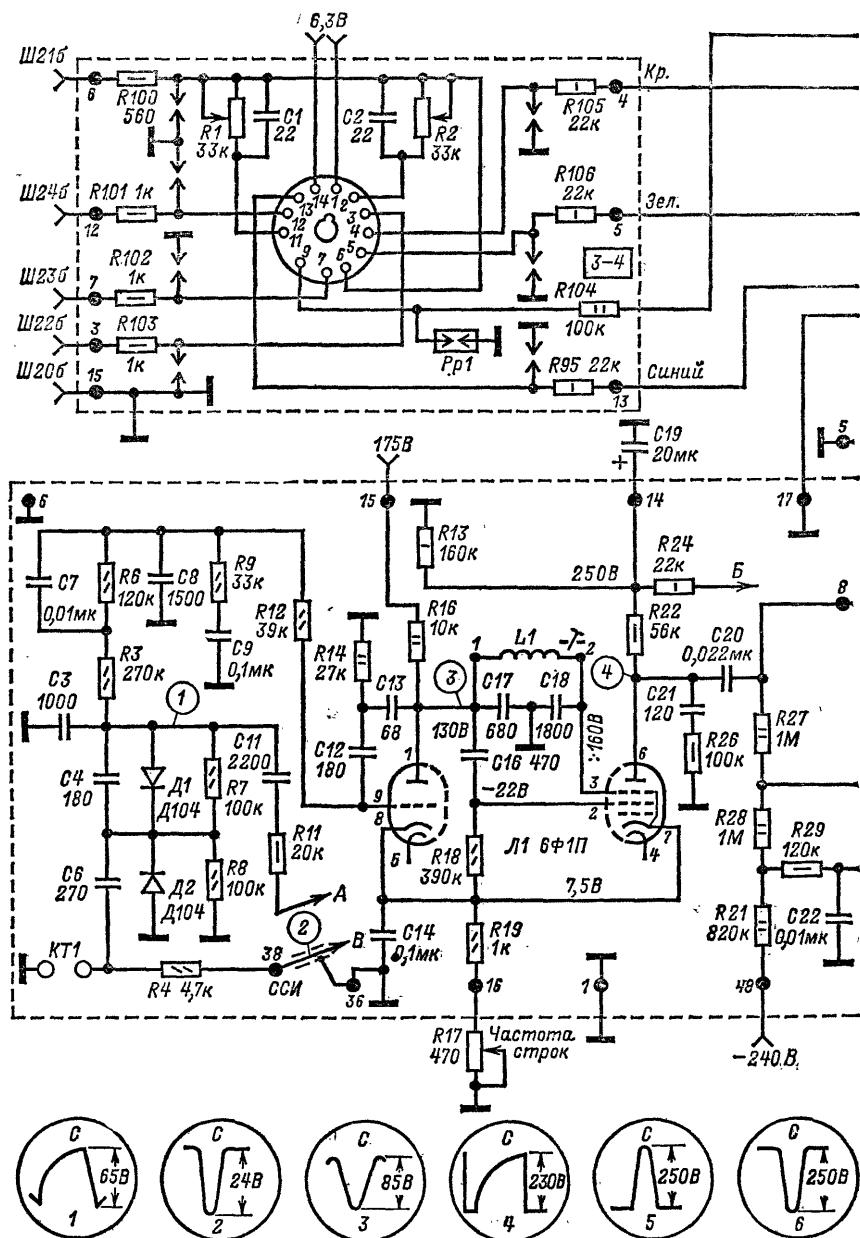 6,3В
Ш21б
6
R100
560
R1
33к
C1
22
C2
22
R2
33к
Кр.
R105
22к
4
Ш24б
R101 1к
12
13
14
1
2
3
4
5
6
7
9
11
12
R106
22к
Зел.
5
3-4
Ш23б
R102
7
1к
R104
100к
Ш22б
R103
3
1к
Рр1
Ш20б
15
R95 22к
Синий
13
175В
C19
+
20мк
5
15
14
17
6
R13
160к
R24
250В
22к
Б
8
C7
0,01мк
R6
120к
C8
1500
R9
33к
C9
0,1мк
R12
39к
R14
27к
R16
10к
1
L1
2
R22
56к
C20
0,022мк
R3
270к
C3
1000
1
C13
68
3
130В
C17
680
C18
1800
470
160В
4
C21
120
R26
100к
R27
1М
C11
2200
C12
180
C16
-22В
1
9
8
5
6
3
2
7
4
C4
180
Д1
Д104
R7
100к
R11
20к
R18
390к
Л1 6Ф1П
R28
1М
R29
120к
C6
270
Д2
Д104
R8
100к
А
7,5В
R21
820к
C22
0,01мк
КТ1
2
В
38
ССИ
36
R4 4,7к
C14
0,1мк
R19
1к
16
1
48
R17
470
Частота
строк
-240В
С
65В
1
С
24В
2
С
85В
3
С
230В
4
С
250В
5
С
250В
6